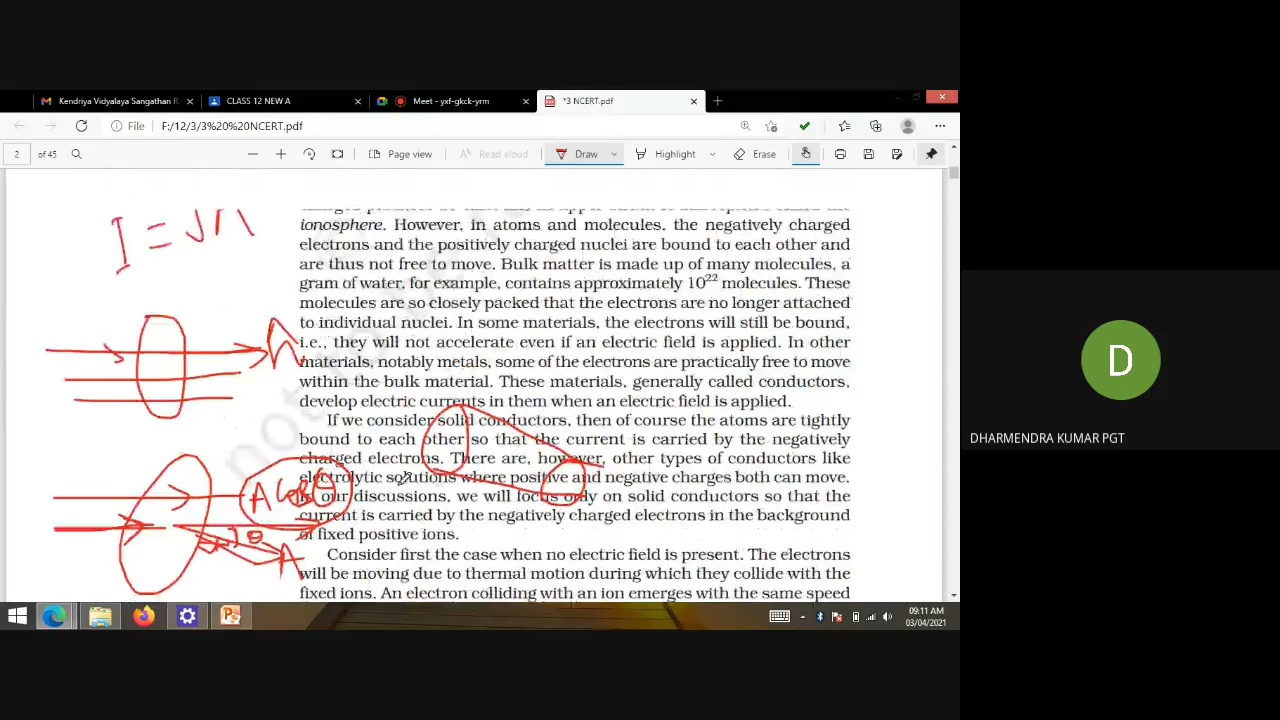 Kendriya Vidyalaya Sangathan R
CLASS 12 NEW A
Meet - yxf-gkck-yrm
*3 NCERT.pdf
File F:/12/3/3%20%20NCERT.pdf
2 of 45
Page view
Read aloud
Draw
Highlight
Erase
I = JA
ionosphere. However, in atoms and molecules, the negatively charged
electrons and the positively charged nuclei are bound to each other and
are thus not free to move. Bulk matter is made up of many molecules, a
gram of water, for example, contains approximately 10²² molecules. These
molecules are so closely packed that the electrons are no longer attached
to individual nuclei. In some materials, the electrons will still be bound,
i.e., they will not accelerate even if an electric field is applied. In other
materials, notably metals, some of the electrons are practically free to move
within the bulk material. These materials, generally called conductors,
develop electric currents in them when an electric field is applied.
If we consider solid conductors, then of course the atoms are tightly
bound to each other so that the current is carried by the negatively
charged electrons. There are, however, other types of conductors like
electrolytic solutions where positive and negative charges both can move.
In our discussions, we will focus only on solid conductors so that the
current is carried by the negatively charged electrons in the background
of fixed positive ions.
Consider first the case when no electric field is present. The electrons
will be moving due to thermal motion during which they collide with the
fixed ions. An electron colliding with an ion emerges with the same speed
A
A Cos θ
θ
A
not
D
DHARMENDRA KUMAR PGT
09:11 AM
03/04/2021